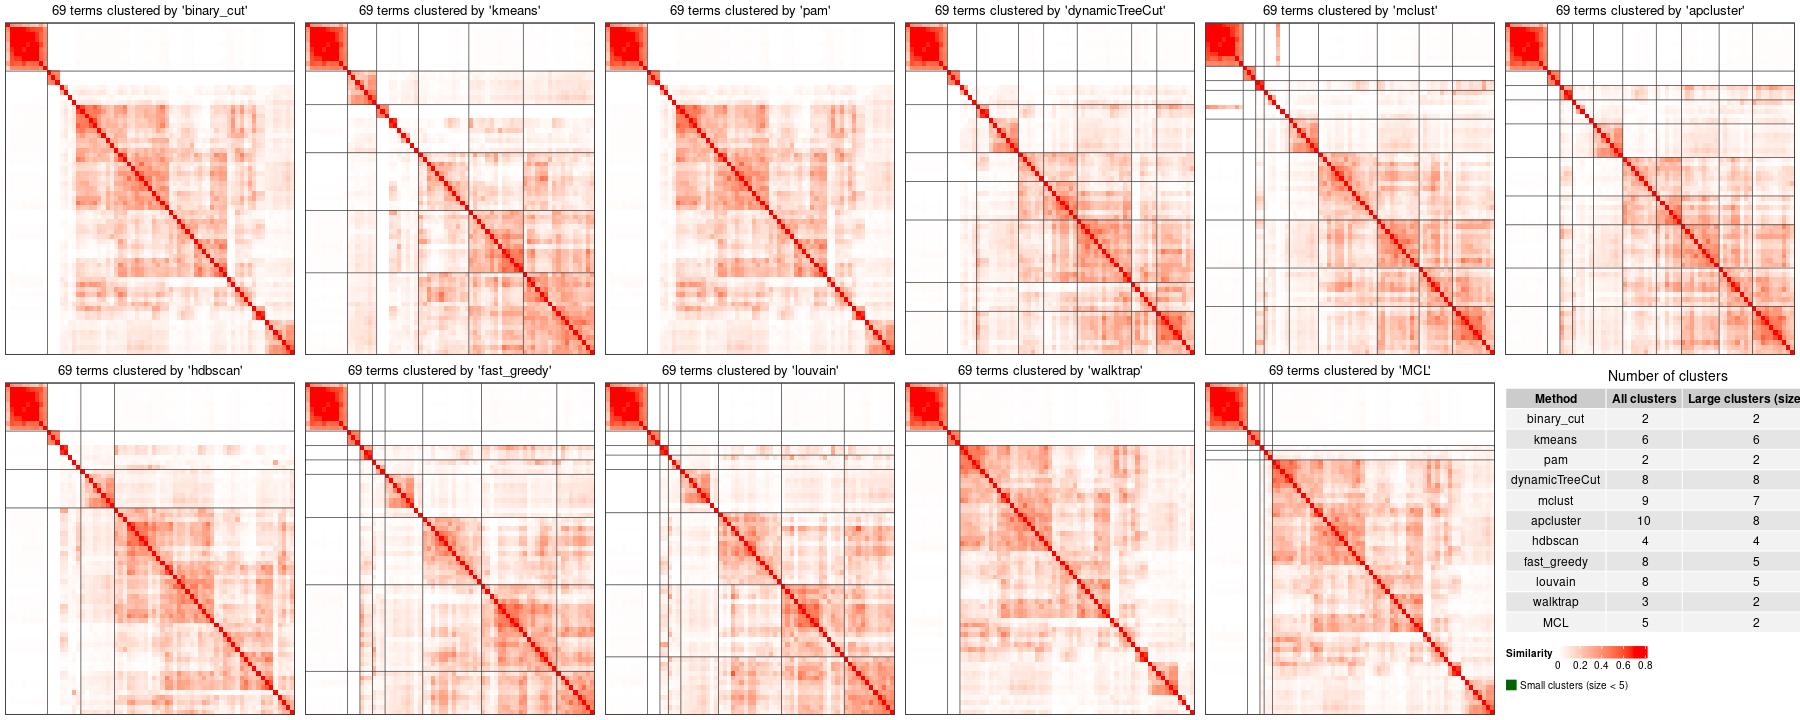 69 terms clustered by 'binary_cut'
69 terms clustered by 'kmeans'
69 terms clustered by 'pam'
69 terms clustered by 'dynamicTreeCut'
69 terms clustered by 'mclust'
69 terms clustered by 'apcluster'
69 terms clustered by 'hdbscan'
69 terms clustered by 'fast_greedy'
69 terms clustered by 'louvain'
69 terms clustered by 'walktrap'
69 terms clustered by 'MCL'
Number of clusters
Method All clusters Large clusters (size
binary_cut 2 2
kmeans 6 6
pam 2 2
dynamicTreeCut 8 8
mclust 9 7
apcluster 10 8
hdbscan 4 4
fast_greedy 8 5
louvain 8 5
walktrap 3 2
MCL 5 2
Similarity
0 0.2 0.4 0.6 0.8
Small clusters (size < 5)